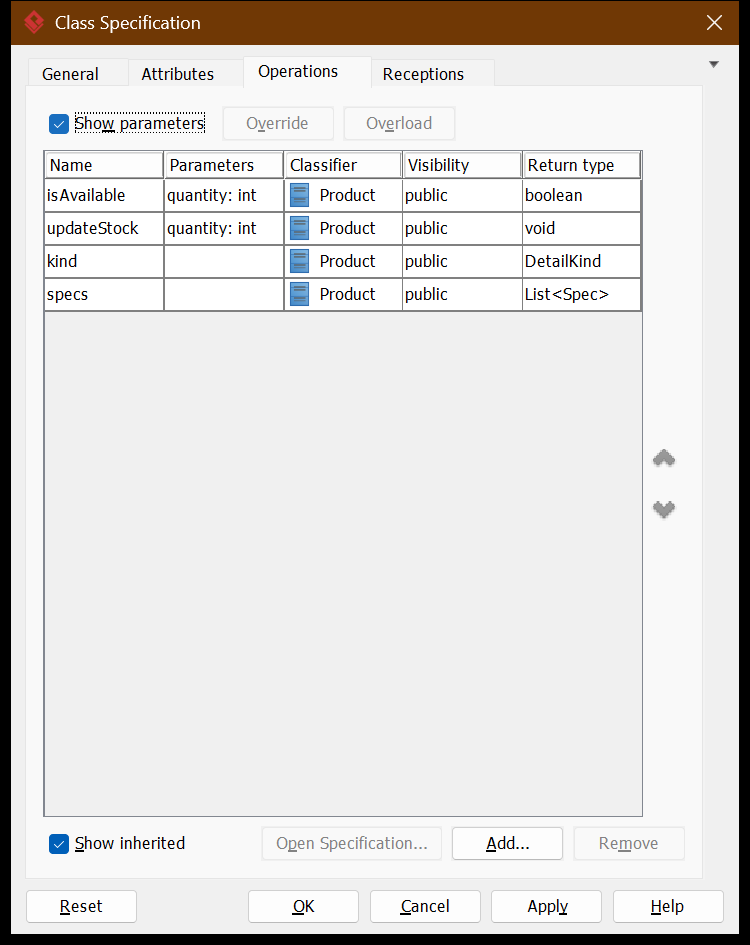 Class Specification
General Attributes Operations Receptions
Show parameters Override Overload
Name Parameters Classifier Visibility Return type
isAvailable quantity: int Product public boolean
updateStock quantity: int Product public void
kind Product public DetailKind
specs Product public List<Spec>
Show inherited Open Specification... Add... Remove
Reset OK Cancel Apply Help